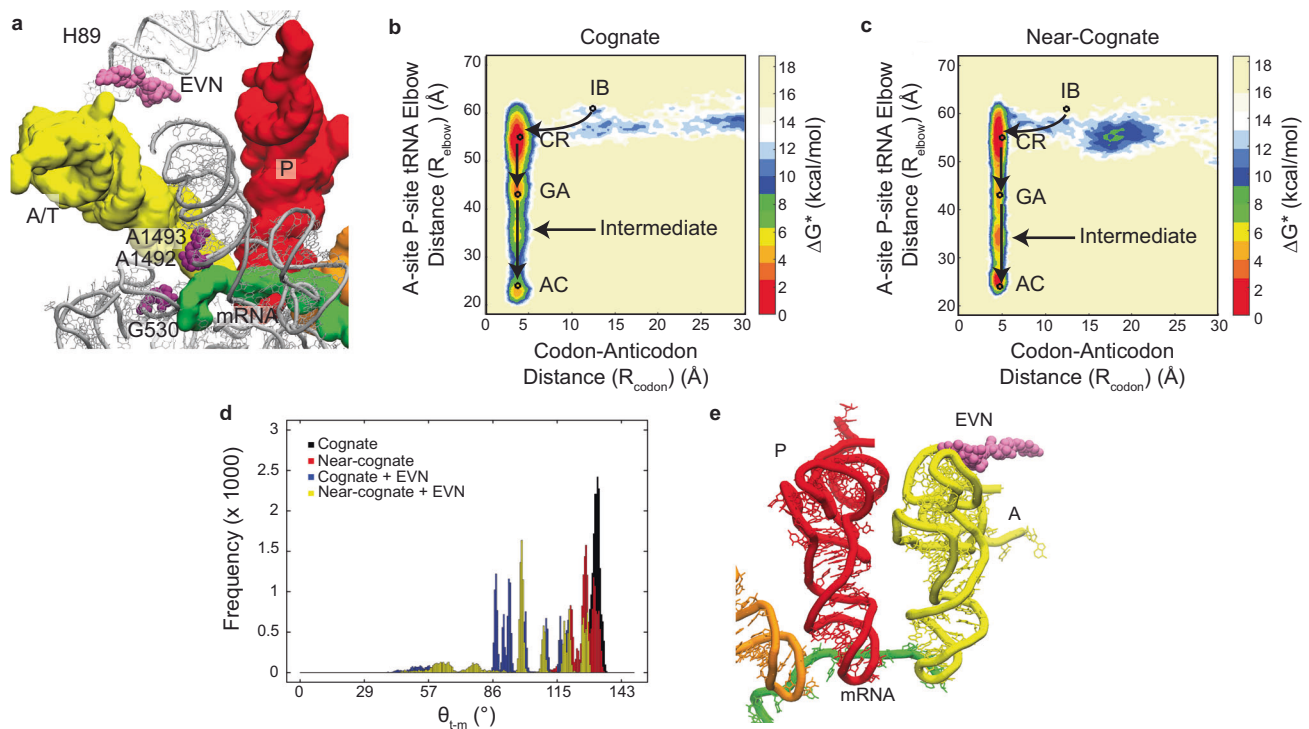 a
H89
EVN
P
A/T
A1493
A1492
G530
mRNA
b
Cognate
A-site P-site tRNA Elbow
Distance (R_elbow) (Å)
70
60
50
40
30
20
0
5
10
15
20
25
30
IB
CR
GA
Intermediate
AC
Codon-Anticodon
Distance (R_codon) (Å)
18
16
14
12
10
8
6
4
2
0
ΔG* (kcal/mol)
c
Near-Cognate
A-site P-site tRNA Elbow
Distance (R_elbow) (Å)
70
60
50
40
30
20
0
5
10
15
20
25
30
IB
CR
GA
Intermediate
AC
Codon-Anticodon
Distance (R_codon) (Å)
18
16
14
12
10
8
6
4
2
0
ΔG* (kcal/mol)
d
Frequency (x 1000)
3
2.5
2
1.5
1
0.5
0
Cognate
Near-cognate
Cognate + EVN
Near-cognate + EVN
0
29
57
86
115
143
θ_t-m (°)
e
EVN
P
A
mRNA